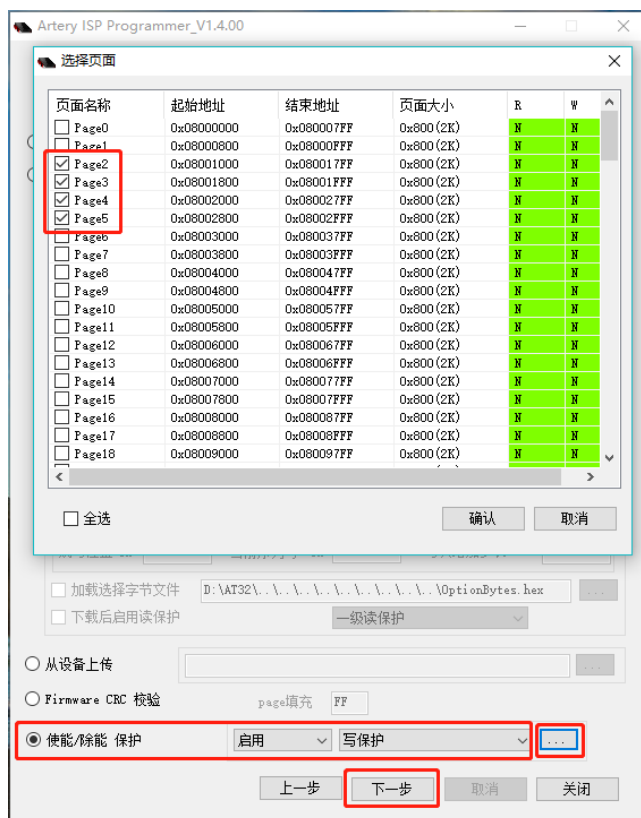 Artery ISP Programmer_V1.4.00
选择页面
页面名称 起始地址 结束地址 页面大小 R W
Page0 0x08000000 0x080007FF 0x800(2K) N N
Page1 0x08000800 0x08000FFF 0x800(2K) N N
Page2 0x08001000 0x080017FF 0x800(2K) N N
Page3 0x08001800 0x08001FFF 0x800(2K) N N
Page4 0x08002000 0x080027FF 0x800(2K) N N
Page5 0x08002800 0x08002FFF 0x800(2K) N N
Page6 0x08003000 0x080037FF 0x800(2K) N N
Page7 0x08003800 0x08003FFF 0x800(2K) N N
Page8 0x08004000 0x080047FF 0x800(2K) N N
Page9 0x08004800 0x08004FFF 0x800(2K) N N
Page10 0x08005000 0x080057FF 0x800(2K) N N
Page11 0x08005800 0x08005FFF 0x800(2K) N N
Page12 0x08006000 0x080067FF 0x800(2K) N N
Page13 0x08006800 0x08006FFF 0x800(2K) N N
Page14 0x08007000 0x080077FF 0x800(2K) N N
Page15 0x08007800 0x08007FFF 0x800(2K) N N
Page16 0x08008000 0x080087FF 0x800(2K) N N
Page17 0x08008800 0x08008FFF 0x800(2K) N N
Page18 0x08009000 0x080097FF 0x800(2K) N N
全选 确认 取消
加载选择字节文件 D:\AT32\..\..\..\..\..\..\..\..\OptionBytes.hex ...
下载后启用读保护 一级读保护
从设备上传 ...
Firmware CRC 校验 page填充 FF
使能/除能 保护 启用 写保护 ...
上一步 下一步 取消 关闭